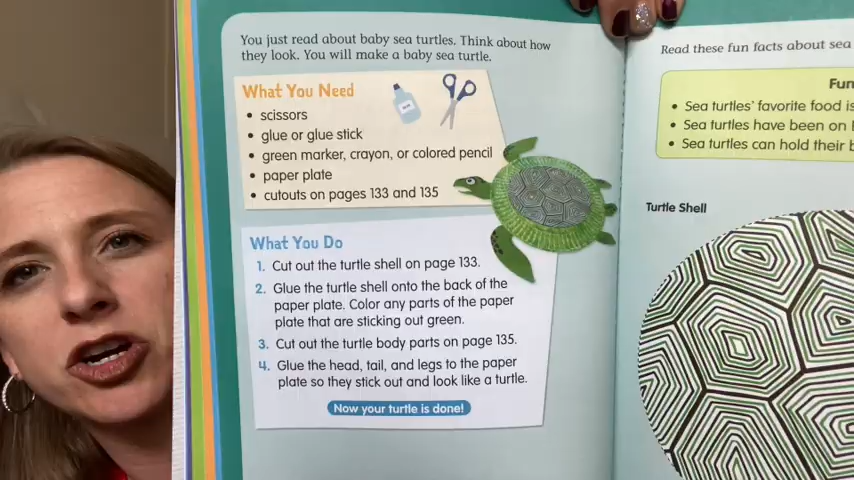 You just read about baby sea turtles. Think about how
they look. You will make a baby sea turtle.
What You Need
• scissors
• glue or glue stick
• green marker, crayon, or colored pencil
• paper plate
• cutouts on pages 133 and 135
What You Do
1. Cut out the turtle shell on page 133.
2. Glue the turtle shell onto the back of the
paper plate. Color any parts of the paper
plate that are sticking out green.
3. Cut out the turtle body parts on page 135.
4. Glue the head, tail, and legs to the paper
plate so they stick out and look like a turtle.
Now your turtle is done!
Read these fun facts about sea
Fun
• Sea turtles' favorite food is
• Sea turtles have been on
• Sea turtles can hold their
Turtle Shell